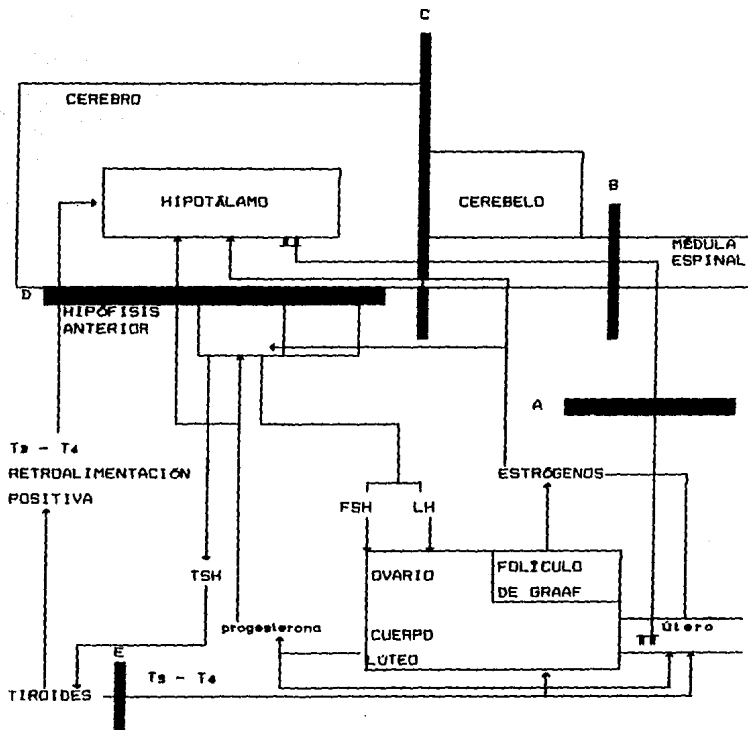 C
CEREBRO
HIPOTÁLAMO
CEREBELO
B
MÉDULA
ESPINAL
D
HIPÓFISIS
ANTERIOR
A
T3 - T4
RETROALIMENTACIÓN
POSITIVA
ESTRÓGENOS
FSH
LH
TSH
OVARIO
FOLÍCULO
DE GRAAF
progesterona
CUERPO
LÚTEO
Útero
E
TIROIDES
T3 - T4